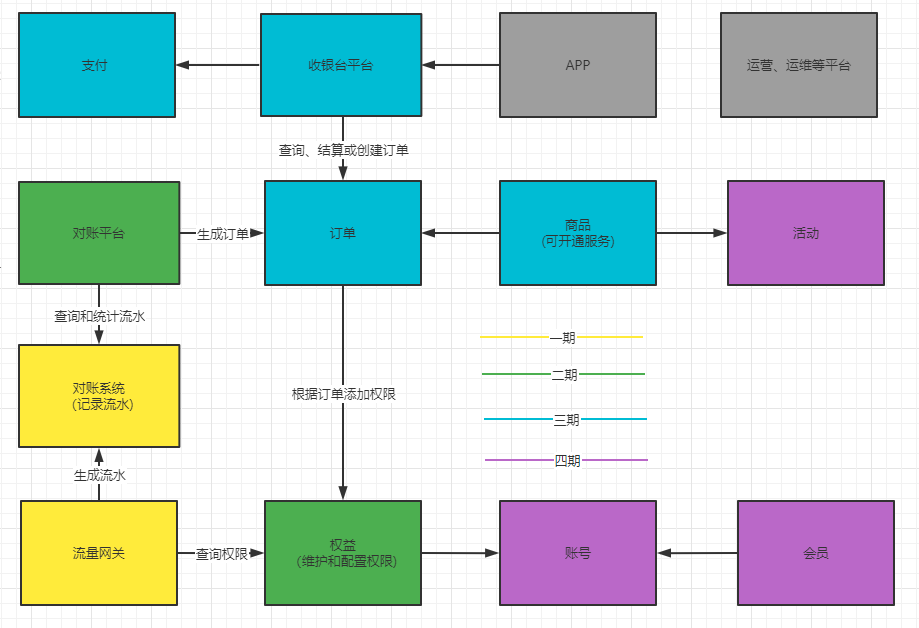 支付
收银台平台
APP
运营、运维等平台
查询、结算或创建订单
对账平台
生成订单
订单
商品
(可开通服务)
活动
查询和统计流水
一期
二期
对账系统
(记录流水)
根据订单添加权限
三期
四期
生成流水
流量网关
查询权限
权益
(维护和配置权限)
账号
会员